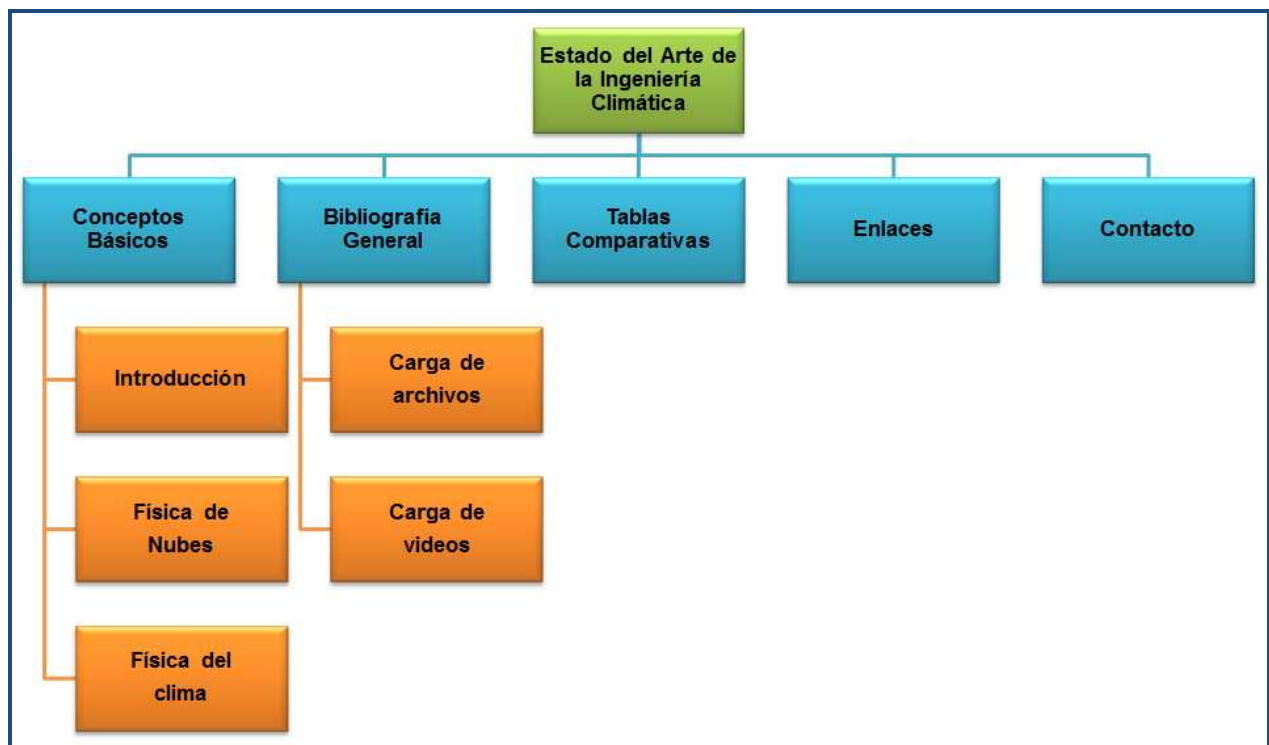 Estado del Arte de
la Ingeniería
Climática
Conceptos
Básicos
Bibliografia
General
Tablas
Comparativas
Enlaces
Contacto
Introducción
Física de
Nubes
Física del
clima
Carga de
archivos
Carga de
videos